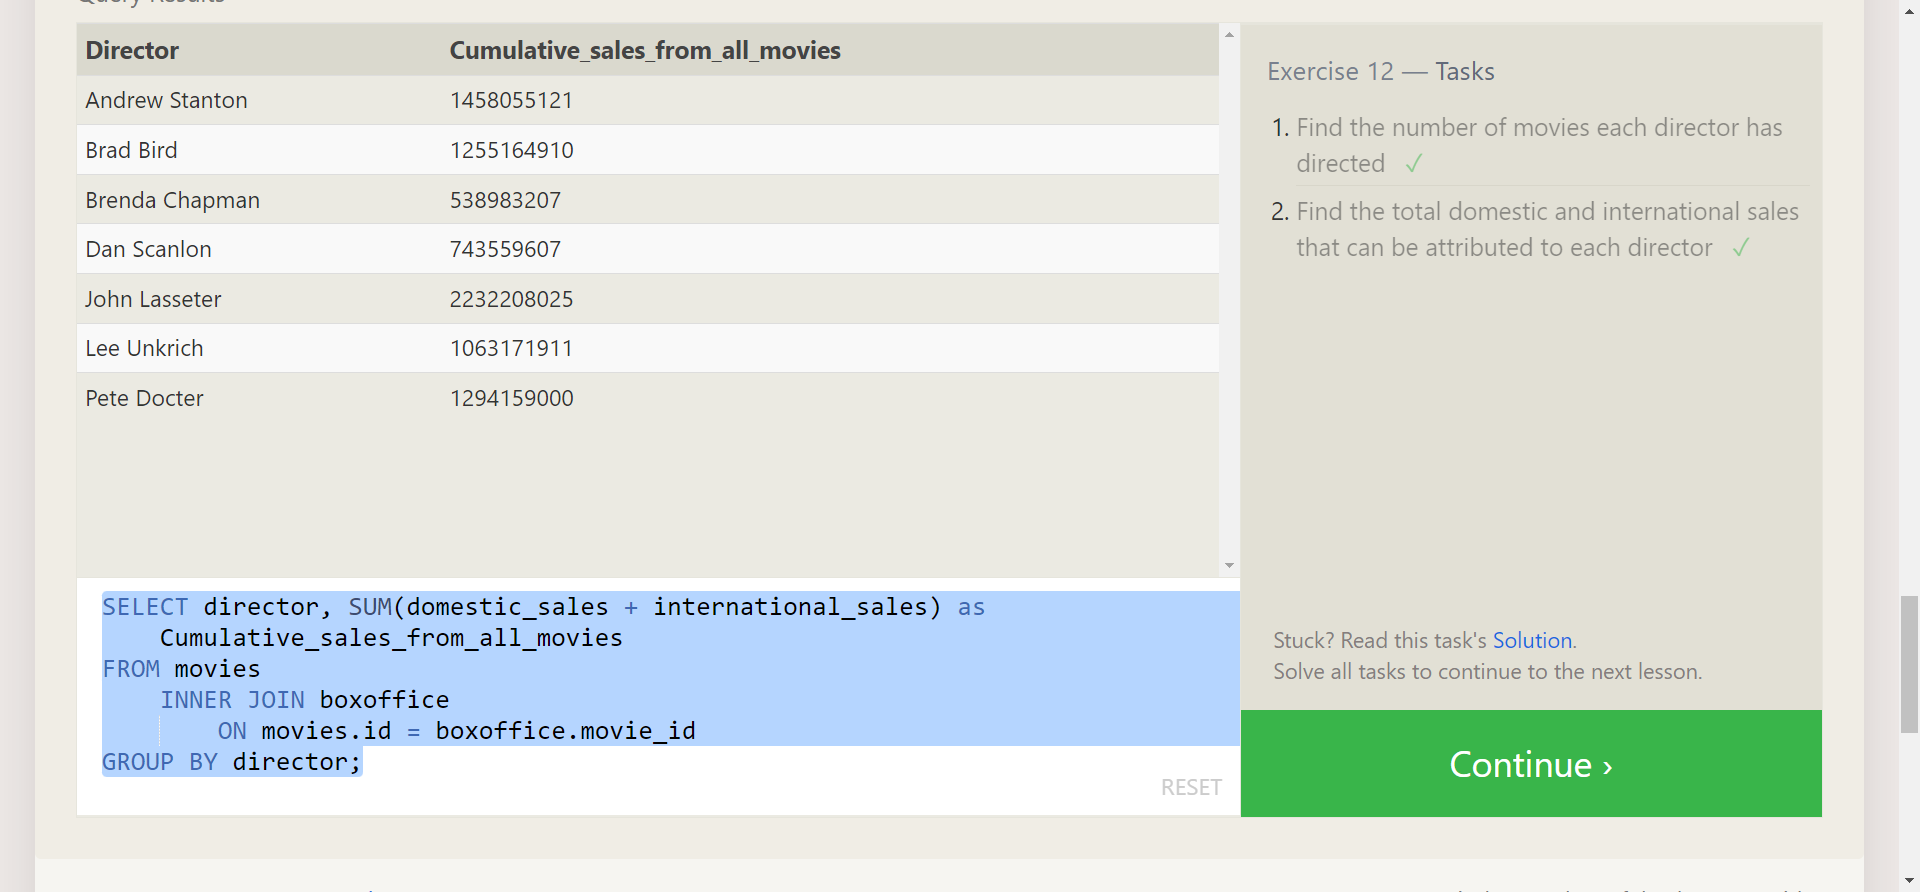 Query Results
Director Cumulative_sales_from_all_movies
Andrew Stanton 1458055121
Brad Bird 1255164910
Brenda Chapman 538983207
Dan Scanlon 743559607
John Lasseter 2232208025
Lee Unkrich 1063171911
Pete Docter 1294159000
SELECT director, SUM(domestic_sales + international_sales) as
Cumulative_sales_from_all_movies
FROM movies
INNER JOIN boxoffice
ON movies.id = boxoffice.movie_id
GROUP BY director;
RESET
Exercise 12 — Tasks
1. Find the number of movies each director has
directed ✓
2. Find the total domestic and international sales
that can be attributed to each director ✓
Stuck? Read this task's Solution.
Solve all tasks to continue to the next lesson.
Continue ›